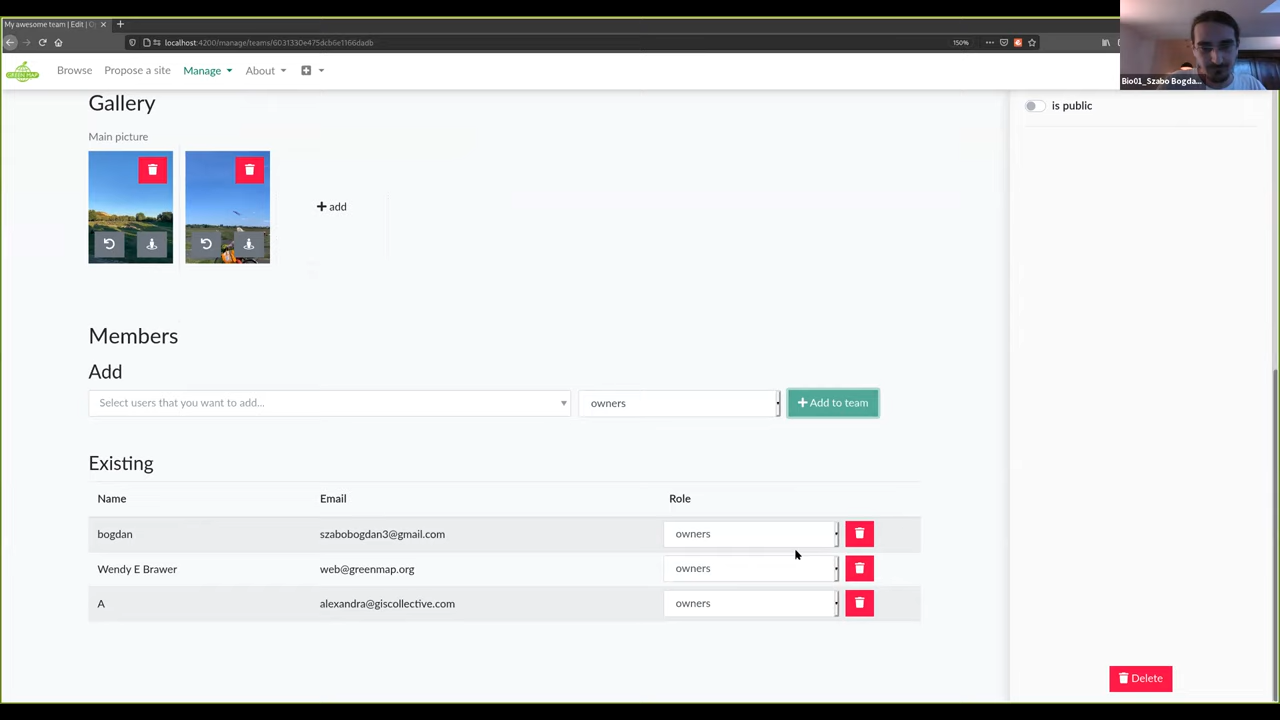 My awesome team | Edit |
localhost:4200/manage/teams/6031330e475dcb6e1166dadb
150%
GREEN MAP
Browse
Propose a site
Manage
About
Bio01_Szabo Bogda...
Gallery
is public
Main picture
add
Members
Add
Select users that you want to add...
owners
Add to team
Existing
Name Email Role
bogdan szabobogdan3@gmail.com owners
Wendy E Brawer web@greenmap.org owners
A alexandra@giscollective.com owners
Delete